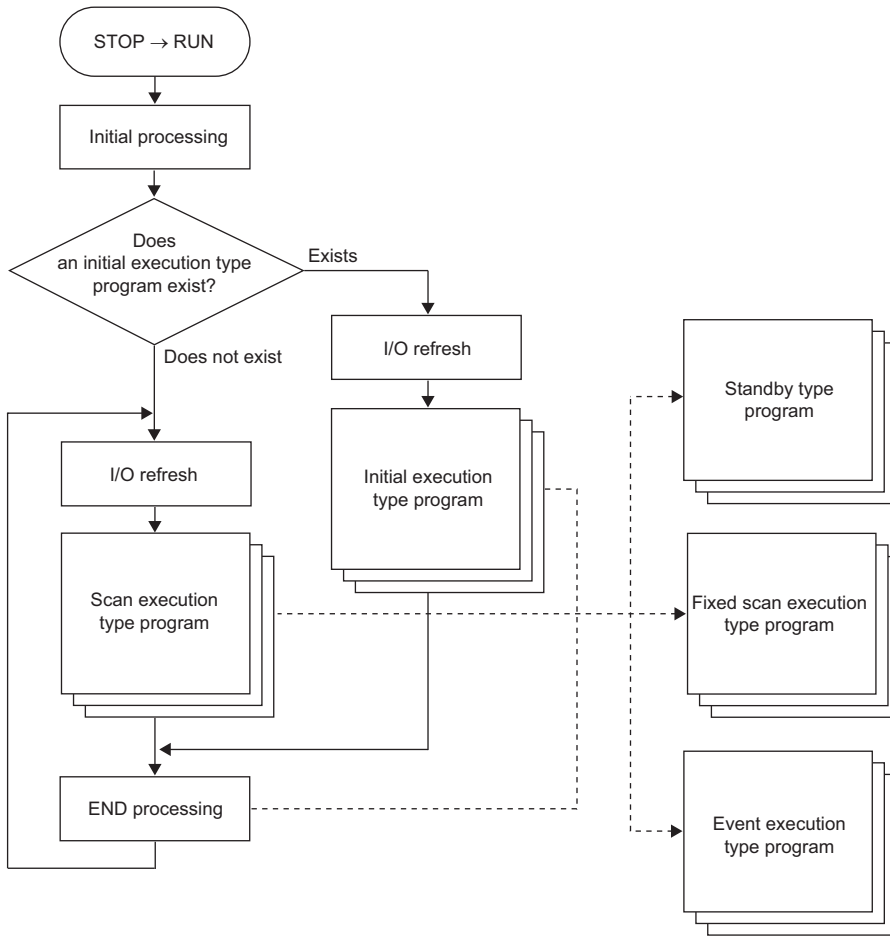 STOP → RUN
Initial processing
Does
an initial execution type
program exist?
Exists
Does not exist
I/O refresh
Initial execution
type program
I/O refresh
Scan execution
type program
END processing
Standby type
program
Fixed scan execution
type program
Event execution
type program